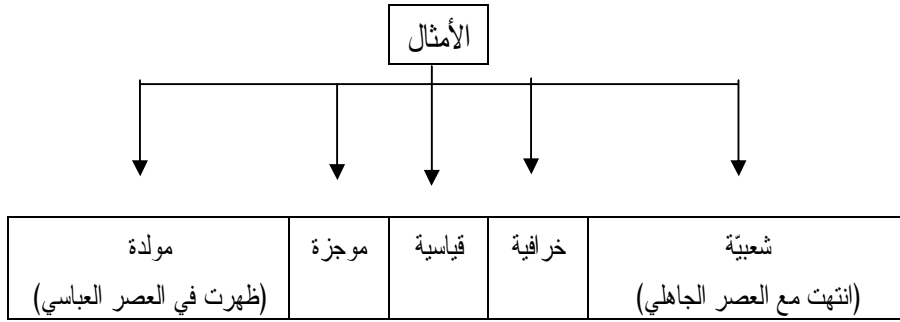 الأمثال
شعبيّة
(انتهت مع العصر الجاهلي)
خرافية
قياسية
موجزة
مولدة
(ظهرت في العصر العباسي)